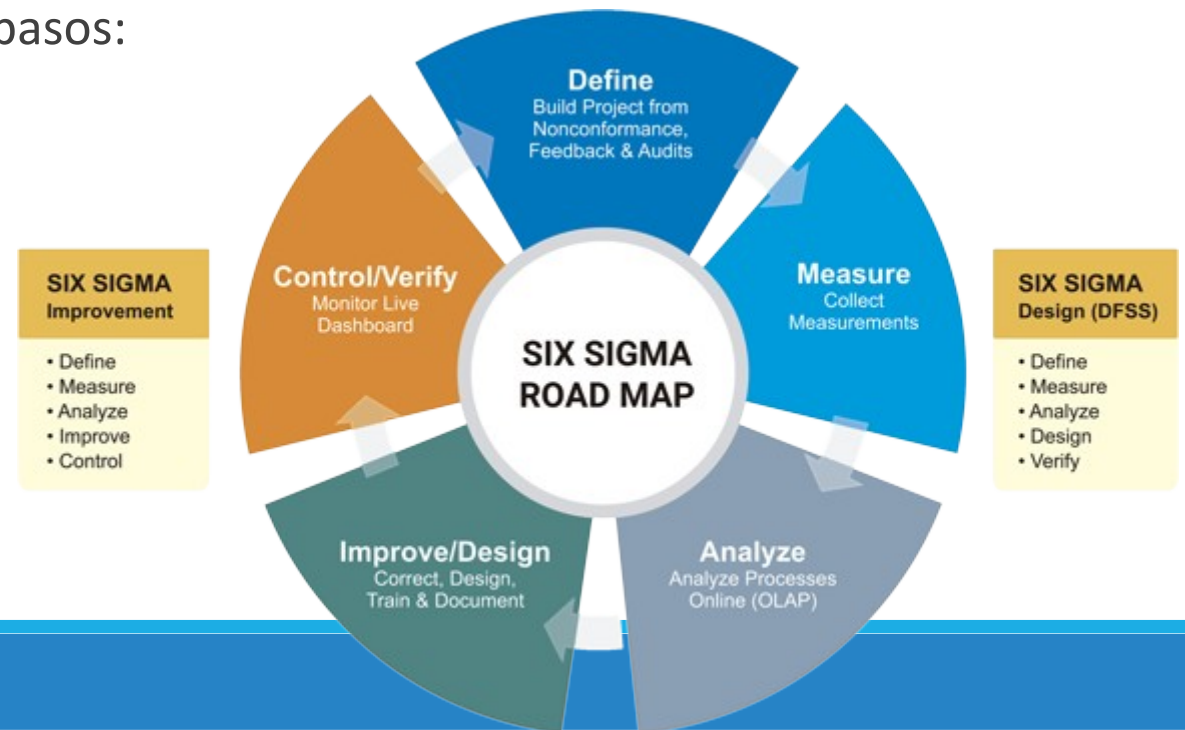 pasos:
Define
Build Project from
Nonconformance,
Feedback & Audits
Measure
Collect
Measurements
Analyze
Analyze Processes
Online (OLAP)
Improve/Design
Correct, Design,
Train & Document
Control/Verify
Monitor Live
Dashboard
SIX SIGMA
ROAD MAP
SIX SIGMA
Improvement
• Define
• Measure
• Analyze
• Improve
• Control
SIX SIGMA
Design (DFSS)
• Define
• Measure
• Analyze
• Design
• Verify